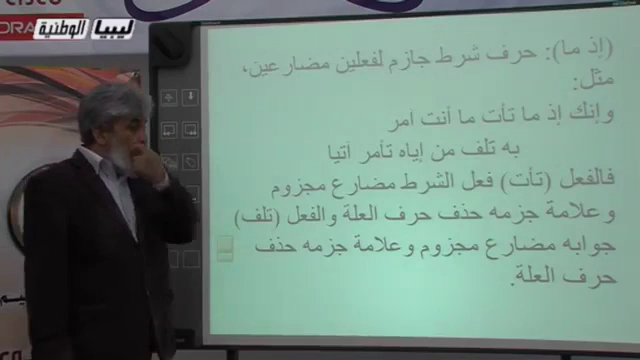 ليبيا الوطنية
CISCO
ORACLE
(إذ ما): حرف شرط جازم لفعلين مضارعين،
مثل:
وإنك إذ ما تأت ما أنت آمر
به تلف من إياه تأمر آتيا
فالفعل (تأت) فعل الشرط مضارع مجزوم
وعلامة جزمه حذف حرف العلة والفعل (تلف)
جوابه مضارع مجزوم وعلامة جزمه حذف
حرف العلة.